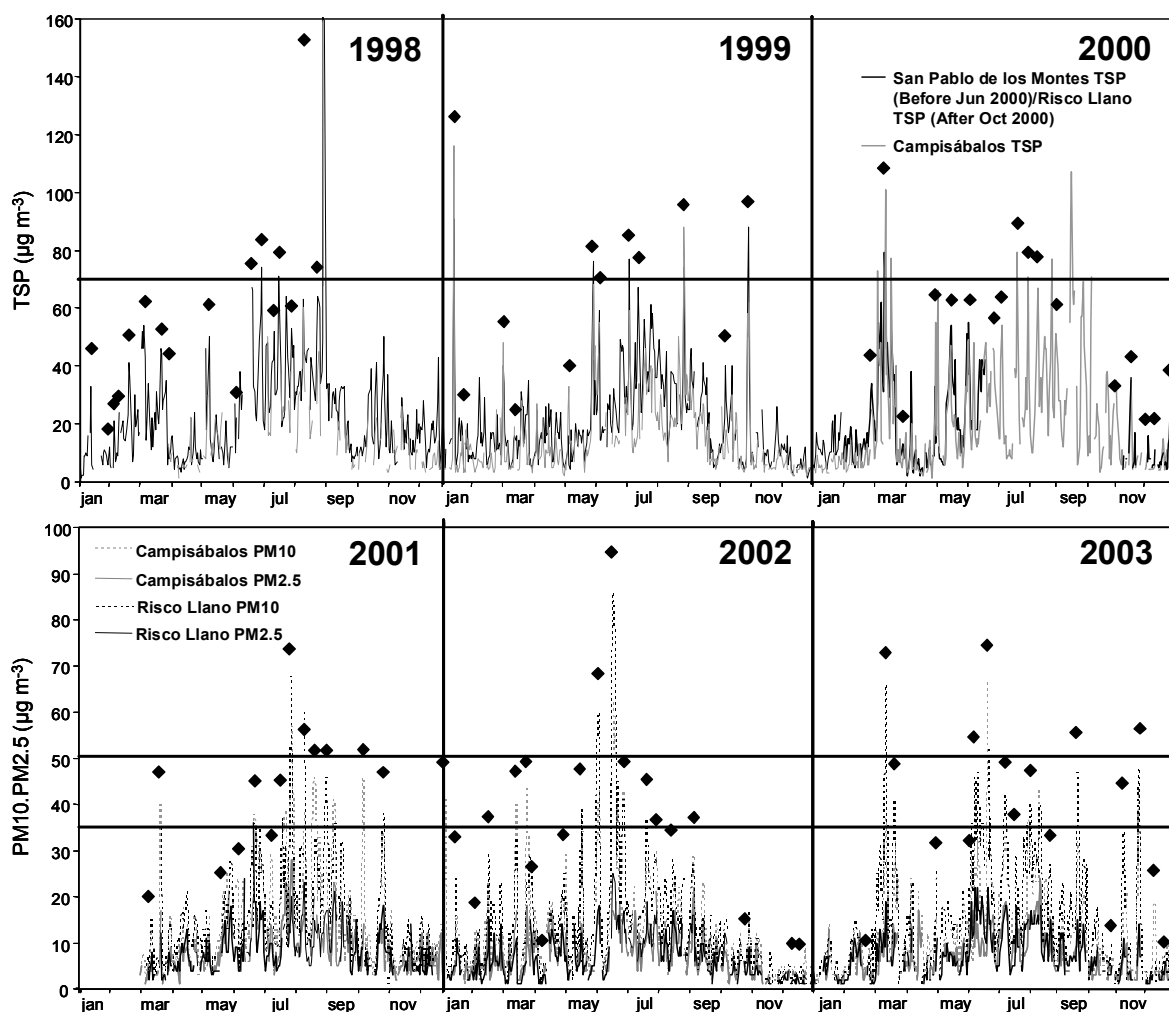 160
140
120
100
80
60
40
20
0
TSP (µg m-3)
1998
1999
2000
San Pablo de los Montes TSP
(Before Jun 2000)/Risco Llano
TSP (After Oct 2000)
Campisábalos TSP
jan mar may jul sep nov jan mar may jul sep nov jan mar may jul sep nov
100
90
80
70
60
50
40
30
20
10
0
PM10.PM2.5 (µg m-3)
Campisábalos PM10
Campisábalos PM2.5
Risco Llano PM10
Risco Llano PM2.5
2001
2002
2003
jan mar may jul sep nov jan mar may jul sep nov jan mar may jul sep nov